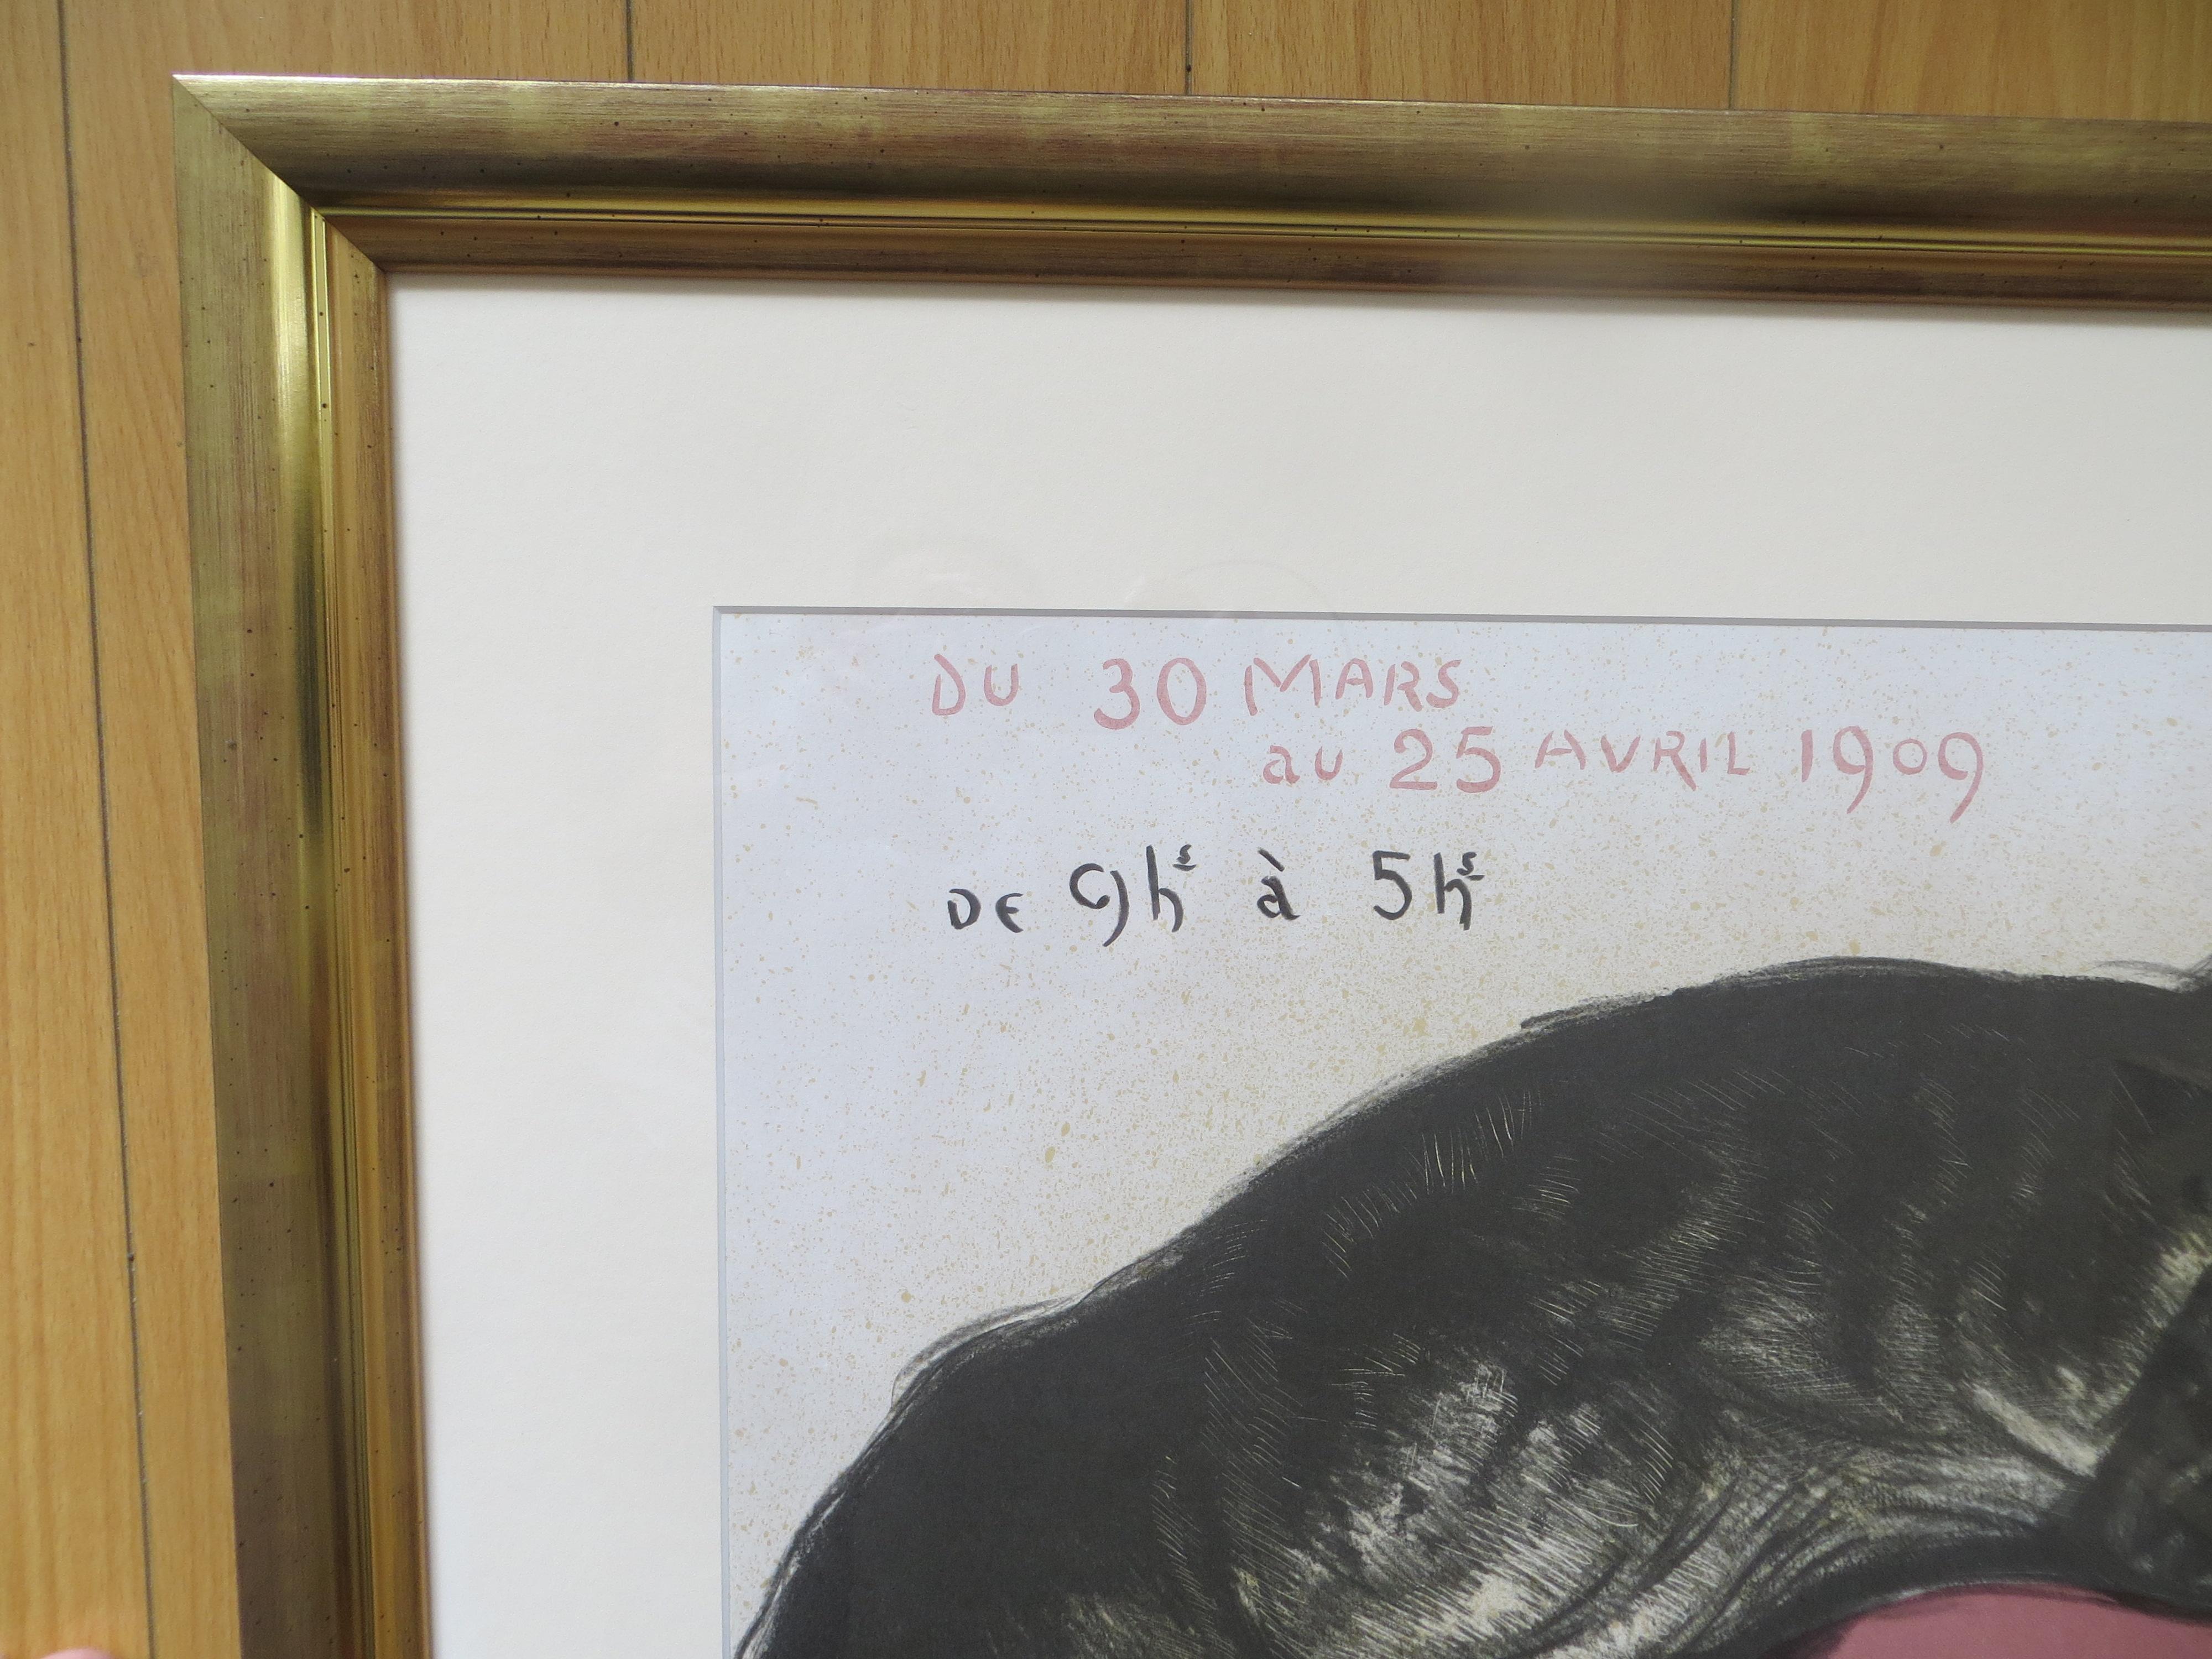 DU 30 MARS
au 25 AVRIL 1909
DE 9hs à 5hs